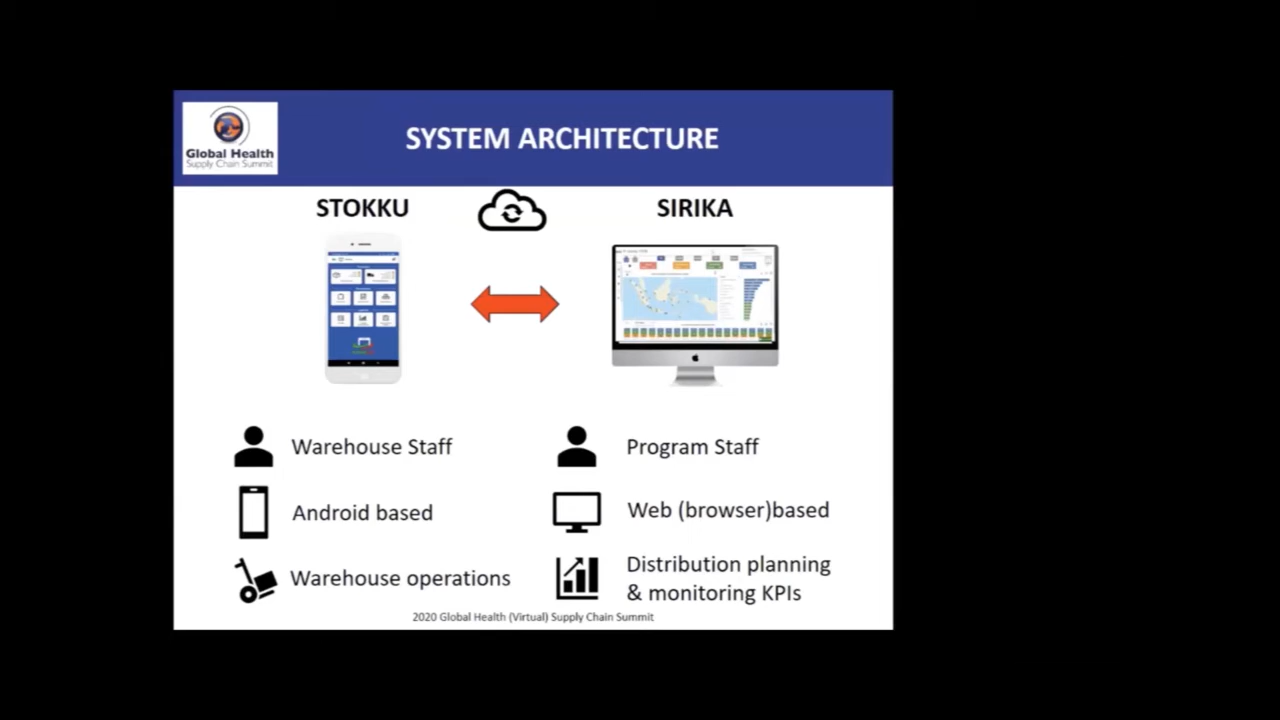 Global Health
Supply Chain Summit
SYSTEM ARCHITECTURE
STOKKU
SIRIKA
Warehouse Staff
Program Staff
Android based
Web (browser)based
Warehouse operations
Distribution planning
& monitoring KPIs
2020 Global Health (Virtual) Supply Chain Summit